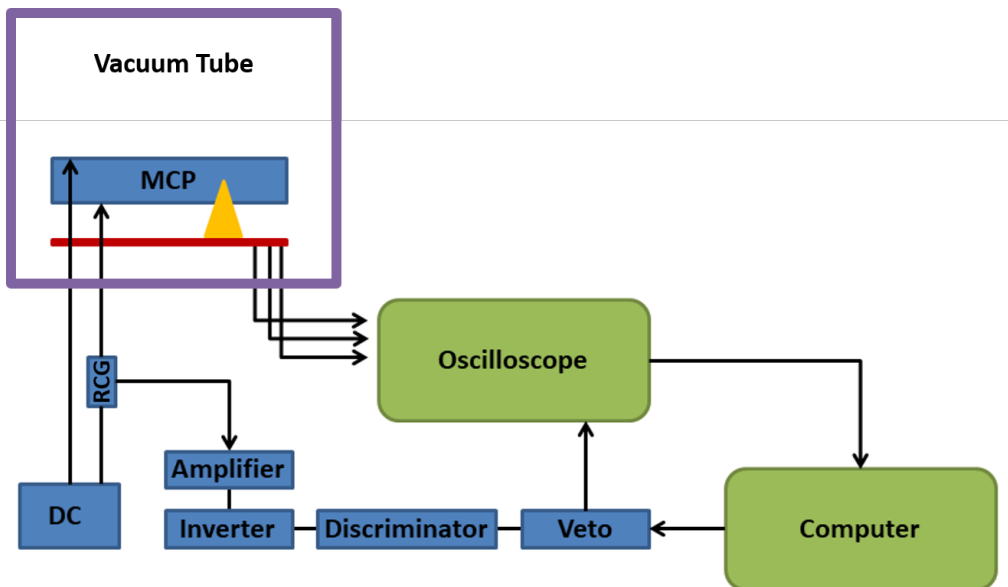 Vacuum Tube
MCP
RCG
Oscilloscope
Amplifier
DC
Inverter
Discriminator
Veto
Computer